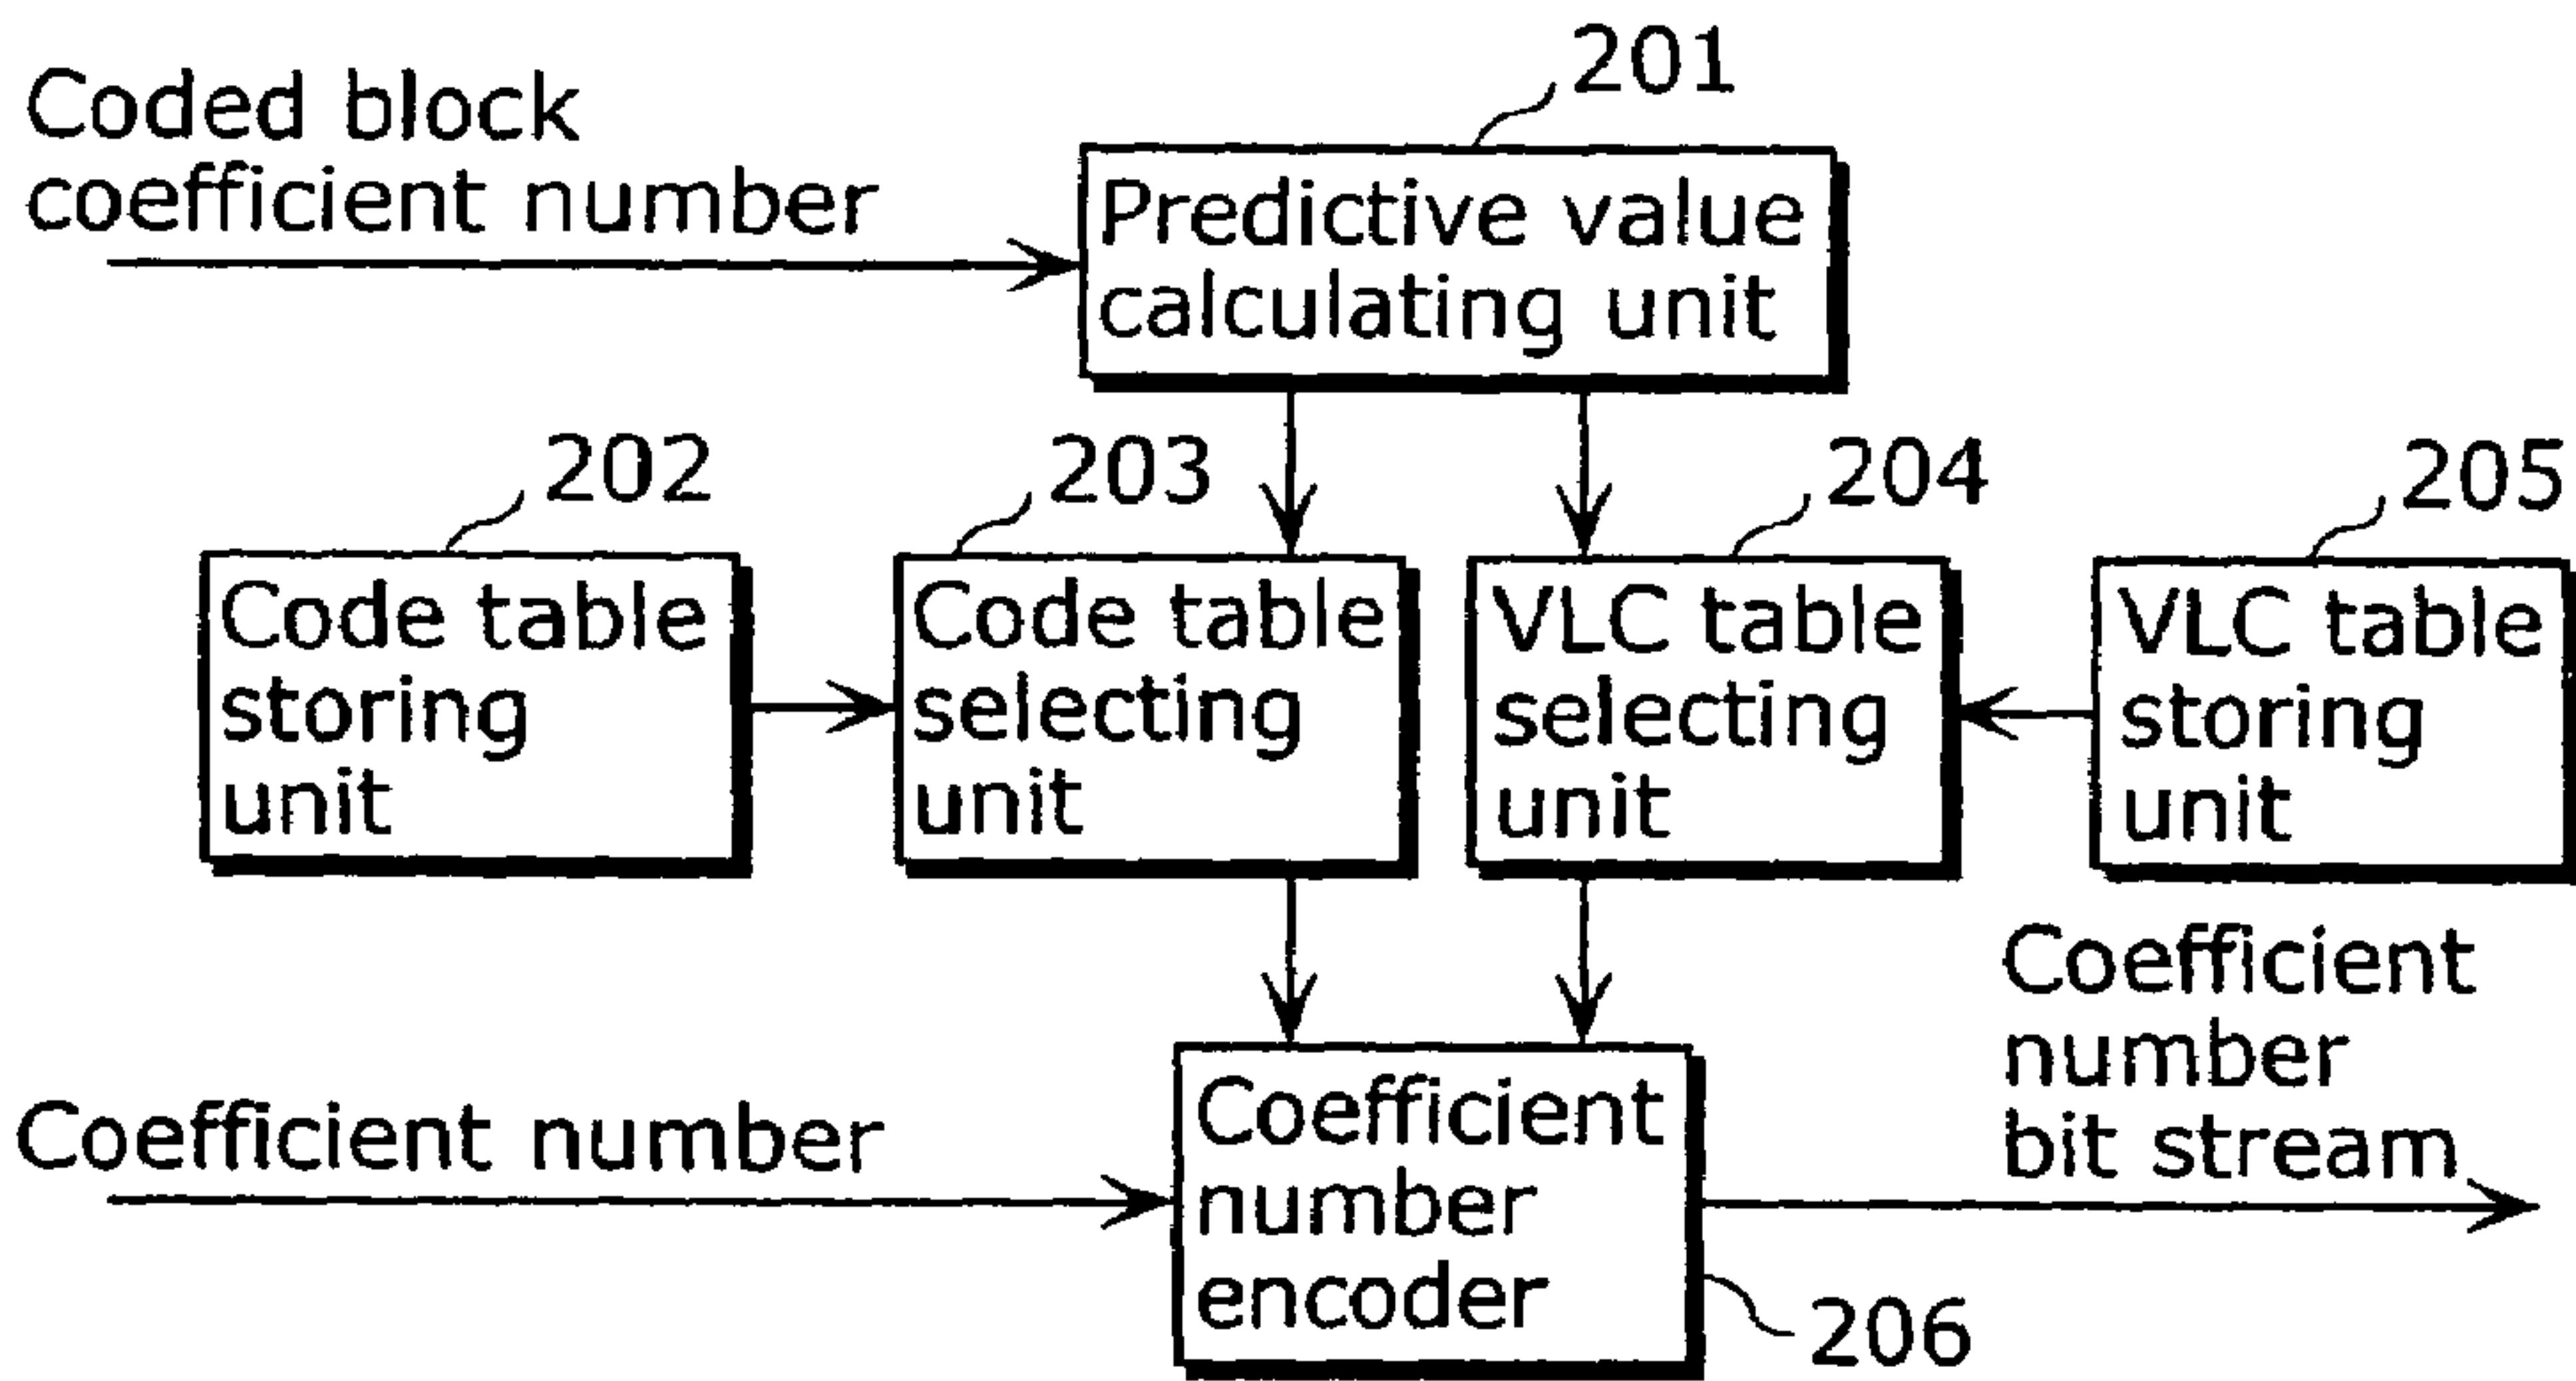 201
Coded block
coefficient number
Predictive value
calculating unit
202
203
204
205
Code table
storing
unit
Code table
selecting
unit
VLC table
selecting
unit
VLC table
storing
unit
Coefficient
number
bit stream
Coefficient number
Coefficient
number
encoder
206